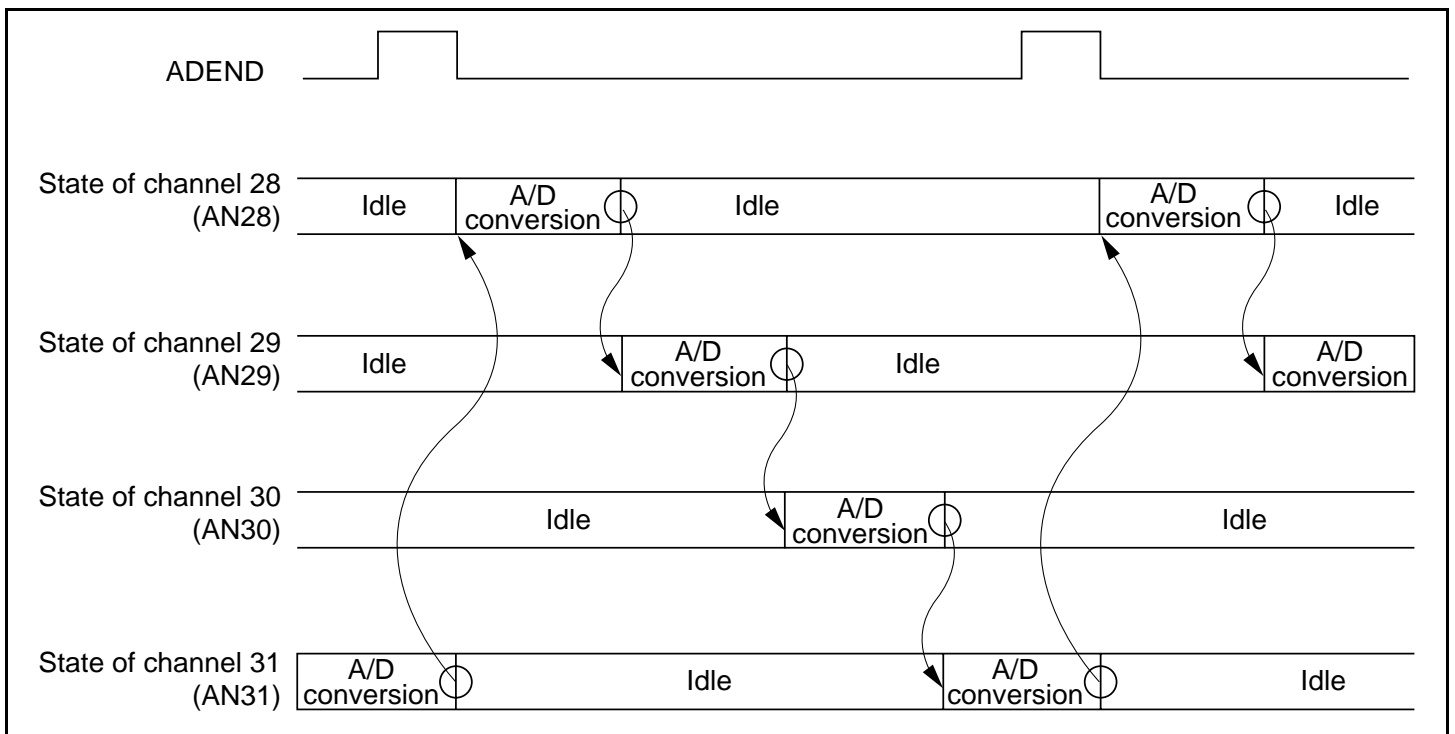 ADEND
State of channel 28
(AN28)
Idle
A/D
conversion
Idle
A/D
conversion
Idle
State of channel 29
(AN29)
Idle
A/D
conversion
Idle
A/D
conversion
State of channel 30
(AN30)
Idle
A/D
conversion
Idle
State of channel 31
(AN31)
A/D
conversion
Idle
A/D
conversion
Idle